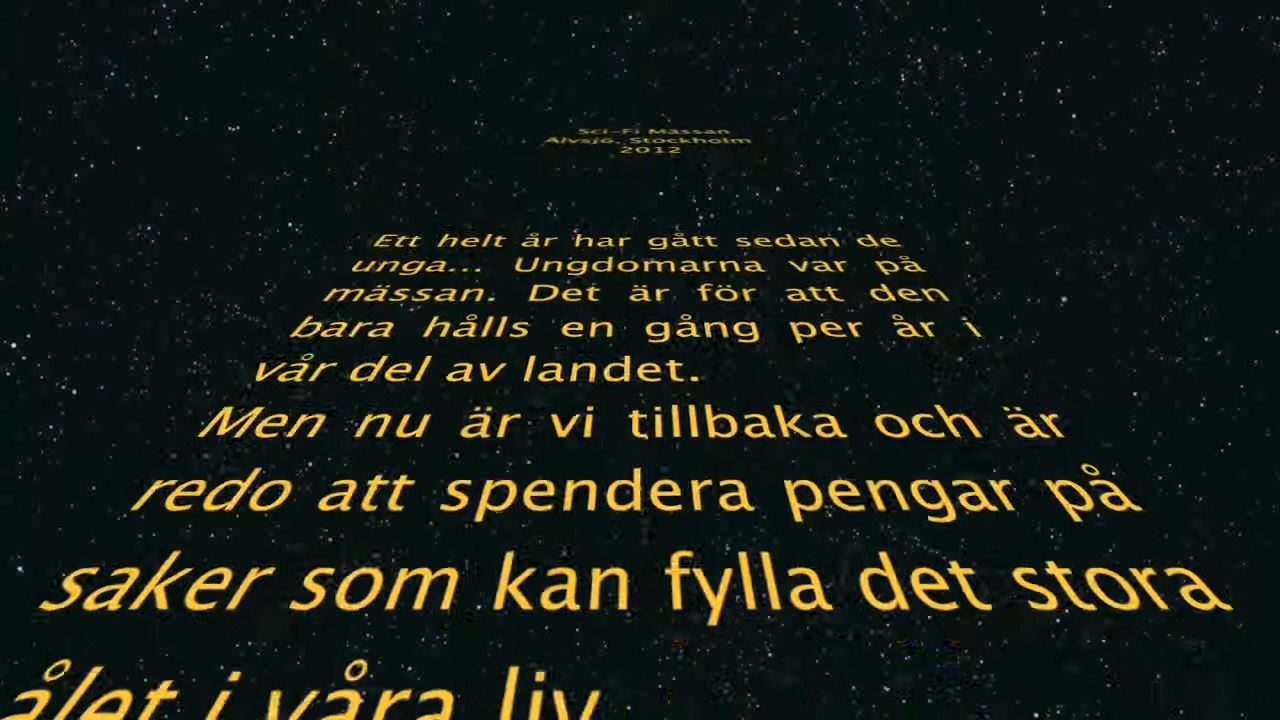 Sci-Fi Mässan
Älvsjö, Stockholm
2012
Ett helt år har gått sedan de
unga... Ungdomarna var på
mässan. Det är för att den
bara hålls en gång per år i
vår del av landet.
Men nu är vi tillbaka och är
redo att spendera pengar på
saker som kan fylla det stora
i våra liv